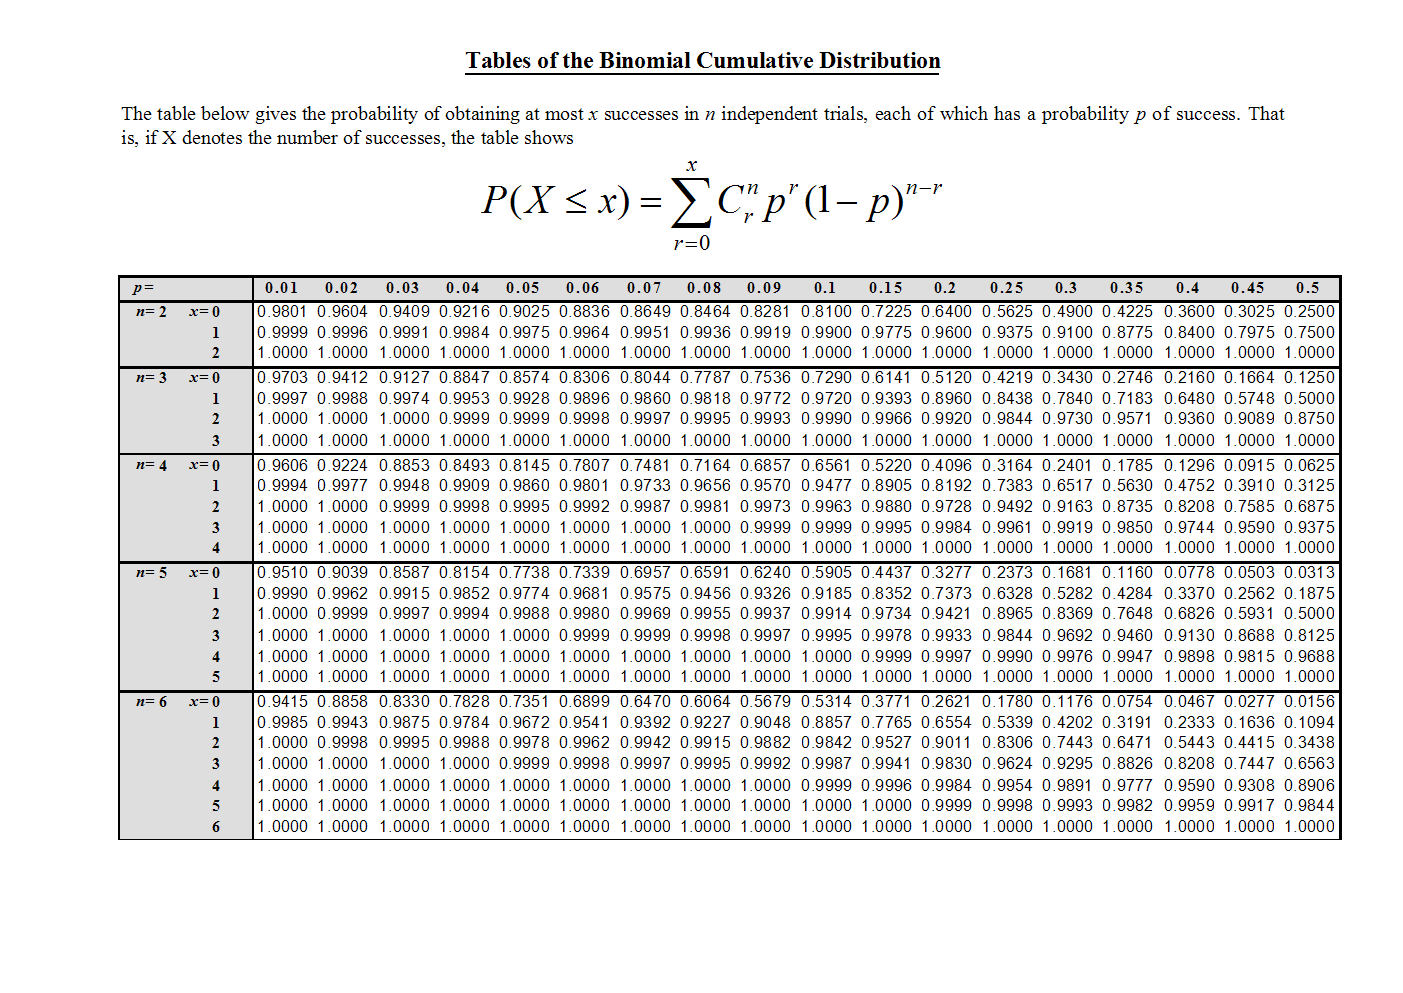 Tables of the Binomial Cumulative Distribution
The table below gives the probability of obtaining at most x successes in n independent trials, each of which has a probability p of success. That
is, if X denotes the number of successes, the table shows
P(X ≤ x) = ∑_{r=0}^{x} C_r^n p^r (1− p)^{n−r}
p= 0.01 0.02 0.03 0.04 0.05 0.06 0.07 0.08 0.09 0.1 0.15 0.2 0.25 0.3 0.35 0.4 0.45 0.5
n= 2 x= 0 0.9801 0.9604 0.9409 0.9216 0.9025 0.8836 0.8649 0.8464 0.8281 0.8100 0.7225 0.6400 0.5625 0.4900 0.4225 0.3600 0.3025 0.2500
1 0.9999 0.9996 0.9991 0.9984 0.9975 0.9964 0.9951 0.9936 0.9919 0.9900 0.9775 0.9600 0.9375 0.9100 0.8775 0.8400 0.7975 0.7500
2 1.0000 1.0000 1.0000 1.0000 1.0000 1.0000 1.0000 1.0000 1.0000 1.0000 1.0000 1.0000 1.0000 1.0000 1.0000 1.0000 1.0000 1.0000
n= 3 x= 0 0.9703 0.9412 0.9127 0.8847 0.8574 0.8306 0.8044 0.7787 0.7536 0.7290 0.6141 0.5120 0.4219 0.3430 0.2746 0.2160 0.1664 0.1250
1 0.9997 0.9988 0.9974 0.9953 0.9928 0.9896 0.9860 0.9818 0.9772 0.9720 0.9393 0.8960 0.8438 0.7840 0.7183 0.6480 0.5748 0.5000
2 1.0000 1.0000 1.0000 0.9999 0.9999 0.9998 0.9997 0.9995 0.9993 0.9990 0.9966 0.9920 0.9844 0.9730 0.9571 0.9360 0.9089 0.8750
3 1.0000 1.0000 1.0000 1.0000 1.0000 1.0000 1.0000 1.0000 1.0000 1.0000 1.0000 1.0000 1.0000 1.0000 1.0000 1.0000 1.0000 1.0000
n= 4 x= 0 0.9606 0.9224 0.8853 0.8493 0.8145 0.7807 0.7481 0.7164 0.6857 0.6561 0.5220 0.4096 0.3164 0.2401 0.1785 0.1296 0.0915 0.0625
1 0.9994 0.9977 0.9948 0.9909 0.9860 0.9801 0.9733 0.9656 0.9570 0.9477 0.8905 0.8192 0.7383 0.6517 0.5630 0.4752 0.3910 0.3125
2 1.0000 1.0000 0.9999 0.9998 0.9995 0.9992 0.9987 0.9981 0.9973 0.9963 0.9880 0.9728 0.9492 0.9163 0.8735 0.8208 0.7585 0.6875
3 1.0000 1.0000 1.0000 1.0000 1.0000 1.0000 1.0000 1.0000 0.9999 0.9999 0.9995 0.9984 0.9961 0.9919 0.9850 0.9744 0.9590 0.9375
4 1.0000 1.0000 1.0000 1.0000 1.0000 1.0000 1.0000 1.0000 1.0000 1.0000 1.0000 1.0000 1.0000 1.0000 1.0000 1.0000 1.0000 1.0000
n= 5 x= 0 0.9510 0.9039 0.8587 0.8154 0.7738 0.7339 0.6957 0.6591 0.6240 0.5905 0.4437 0.3277 0.2373 0.1681 0.1160 0.0778 0.0503 0.0313
1 0.9990 0.9962 0.9915 0.9852 0.9774 0.9681 0.9575 0.9456 0.9326 0.9185 0.8352 0.7373 0.6328 0.5282 0.4284 0.3370 0.2562 0.1875
2 1.0000 0.9999 0.9997 0.9994 0.9988 0.9980 0.9969 0.9955 0.9937 0.9914 0.9734 0.9421 0.8965 0.8369 0.7648 0.6826 0.5931 0.5000
3 1.0000 1.0000 1.0000 1.0000 1.0000 0.9999 0.9999 0.9998 0.9997 0.9995 0.9978 0.9933 0.9844 0.9692 0.9460 0.9130 0.8688 0.8125
4 1.0000 1.0000 1.0000 1.0000 1.0000 1.0000 1.0000 1.0000 1.0000 1.0000 0.9999 0.9997 0.9990 0.9976 0.9947 0.9898 0.9815 0.9688
5 1.0000 1.0000 1.0000 1.0000 1.0000 1.0000 1.0000 1.0000 1.0000 1.0000 1.0000 1.0000 1.0000 1.0000 1.0000 1.0000 1.0000 1.0000
n= 6 x= 0 0.9415 0.8858 0.8330 0.7828 0.7351 0.6899 0.6470 0.6064 0.5679 0.5314 0.3771 0.2621 0.1780 0.1176 0.0754 0.0467 0.0277 0.0156
1 0.9985 0.9943 0.9875 0.9784 0.9672 0.9541 0.9392 0.9227 0.9048 0.8857 0.7765 0.6554 0.5339 0.4202 0.3191 0.2333 0.1636 0.1094
2 1.0000 0.9998 0.9995 0.9988 0.9978 0.9962 0.9942 0.9915 0.9882 0.9842 0.9527 0.9011 0.8306 0.7443 0.6471 0.5443 0.4415 0.3438
3 1.0000 1.0000 1.0000 1.0000 0.9999 0.9998 0.9997 0.9995 0.9992 0.9987 0.9941 0.9830 0.9624 0.9295 0.8826 0.8208 0.7447 0.6563
4 1.0000 1.0000 1.0000 1.0000 1.0000 1.0000 1.0000 1.0000 1.0000 0.9999 0.9996 0.9984 0.9954 0.9891 0.9777 0.9590 0.9308 0.8906
5 1.0000 1.0000 1.0000 1.0000 1.0000 1.0000 1.0000 1.0000 1.0000 1.0000 1.0000 0.9999 0.9998 0.9993 0.9982 0.9959 0.9917 0.9844
6 1.0000 1.0000 1.0000 1.0000 1.0000 1.0000 1.0000 1.0000 1.0000 1.0000 1.0000 1.0000 1.0000 1.0000 1.0000 1.0000 1.0000 1.0000